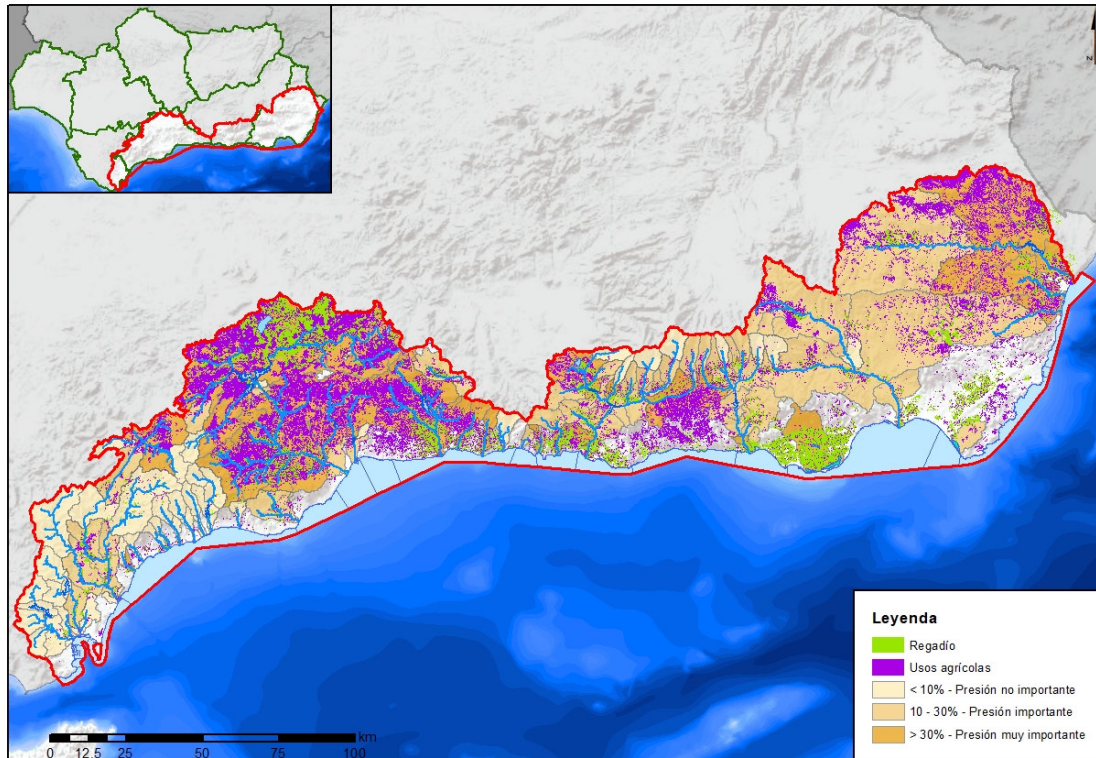 N
Leyenda
Regadío
Usos agrícolas
< 10% - Presión no importante
10 - 30% - Presión importante
> 30% - Presión muy importante
km
0 12.5 25 50 75 100